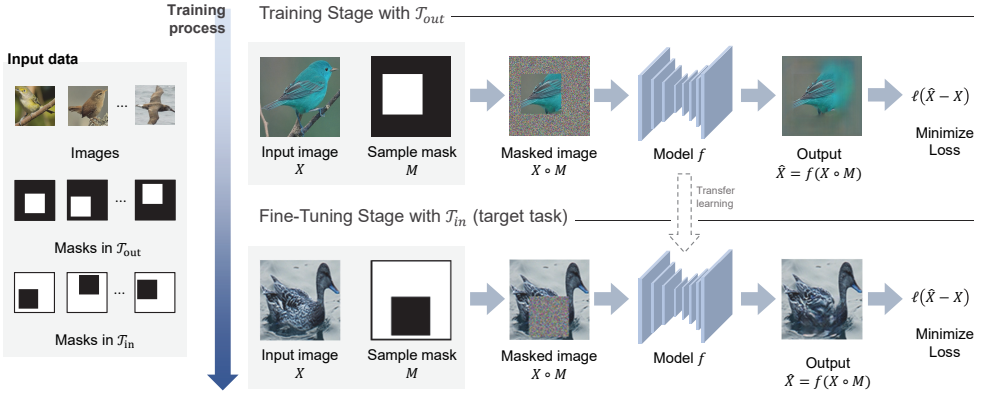 Training
process
Input data
...
Images
...
Masks in 𝒯out
...
Masks in 𝒯in
Training Stage with 𝒯out
Input image
X
Sample mask
M
Masked image
X ∘ M
Model f
Output
X̂ = f(X ∘ M)
ℓ(X̂ − X)
Minimize
Loss
Transfer
learning
Fine-Tuning Stage with 𝒯in (target task)
Input image
X
Sample mask
M
Masked image
X ∘ M
Model f
Output
X̂ = f(X ∘ M)
ℓ(X̂ − X)
Minimize
Loss